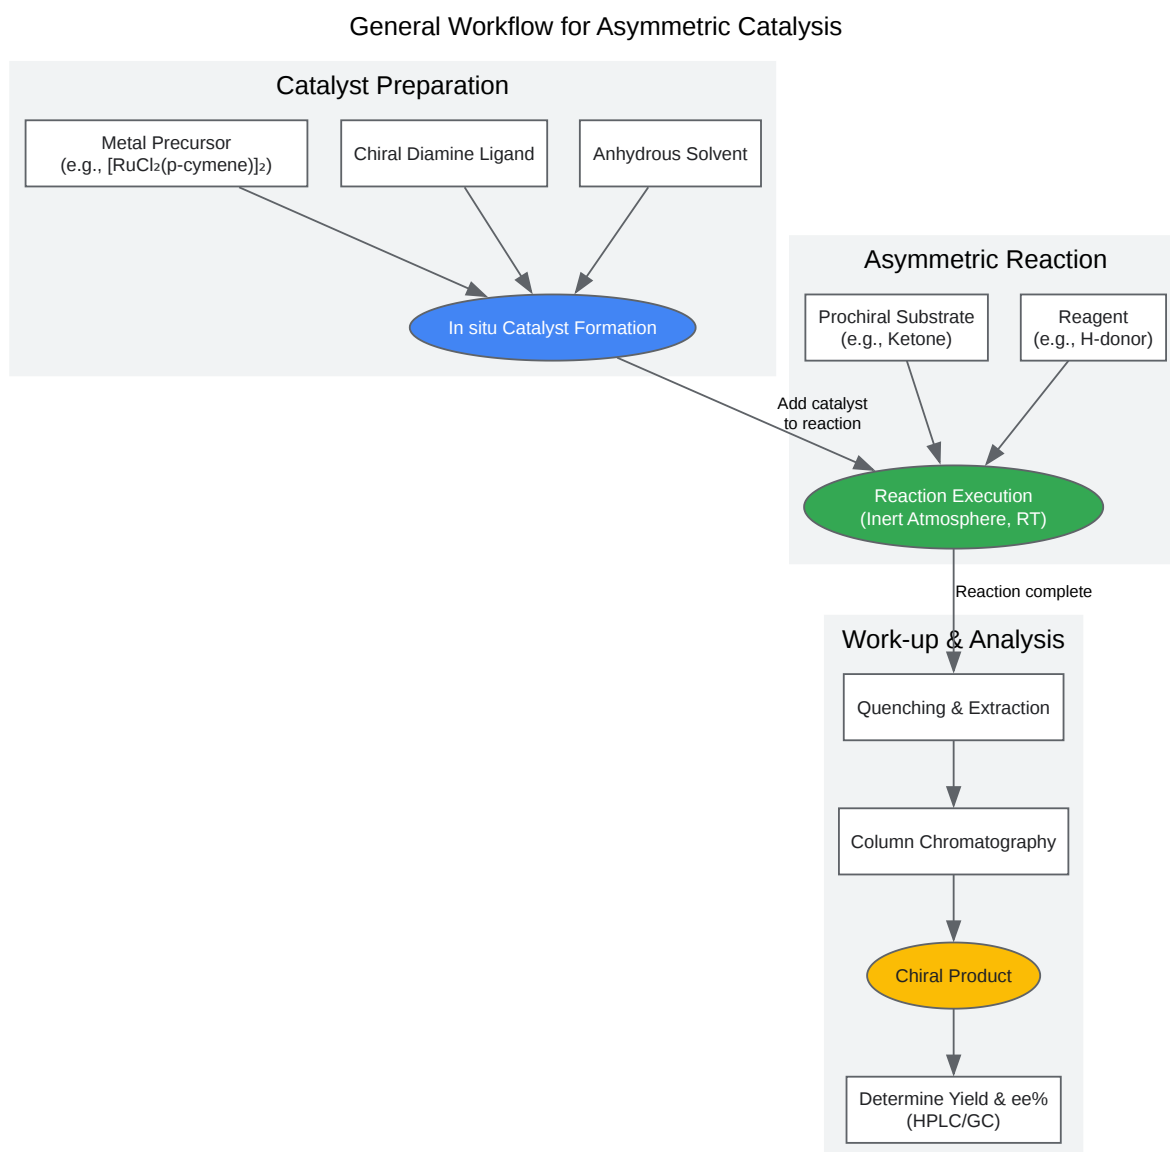 General Workflow for Asymmetric Catalysis
Catalyst Preparation
Metal Precursor
(e.g., [RuCl₂(p-cymene)]₂)
Chiral Diamine Ligand
Anhydrous Solvent
In situ Catalyst Formation
Asymmetric Reaction
Prochiral Substrate
(e.g., Ketone)
Reagent
(e.g., H-donor)
Add catalyst
to reaction
Reaction Execution
(Inert Atmosphere, RT)
Reaction complete
Work-up & Analysis
Quenching & Extraction
Column Chromatography
Chiral Product
Determine Yield & ee%
(HPLC/GC)